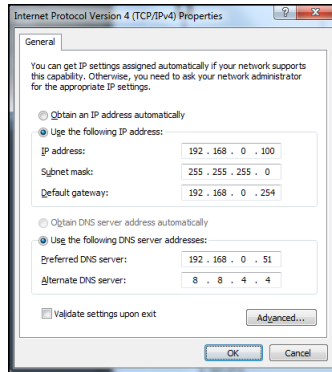 Internet Protocol Version 4 (TCP/IPv4) Properties
General
You can get IP settings assigned automatically if your network supports
this capability. Otherwise, you need to ask your network administrator
for the appropriate IP settings.
Obtain an IP address automatically
Use the following IP address:
IP address: 192 . 168 . 0 . 100
Subnet mask: 255 . 255 . 255 . 0
Default gateway: 192 . 168 . 0 . 254
Obtain DNS server address automatically
Use the following DNS server addresses:
Preferred DNS server: 192 . 168 . 0 . 51
Alternate DNS server: 8 . 8 . 4 . 4
Validate settings upon exit
Advanced...
OK Cancel